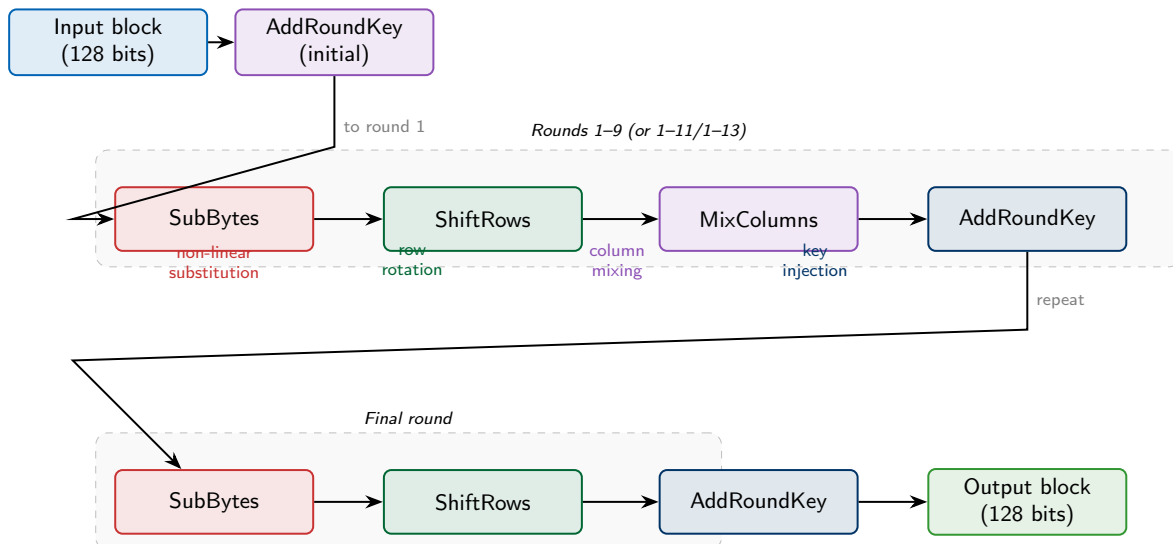 Input block
(128 bits)
AddRoundKey
(initial)
to round 1
Rounds 1–9 (or 1–11/1–13)
SubBytes
ShiftRows
MixColumns
AddRoundKey
non-linear
substitution
row
rotation
column
mixing
key
injection
repeat
Final round
SubBytes
ShiftRows
AddRoundKey
Output block
(128 bits)